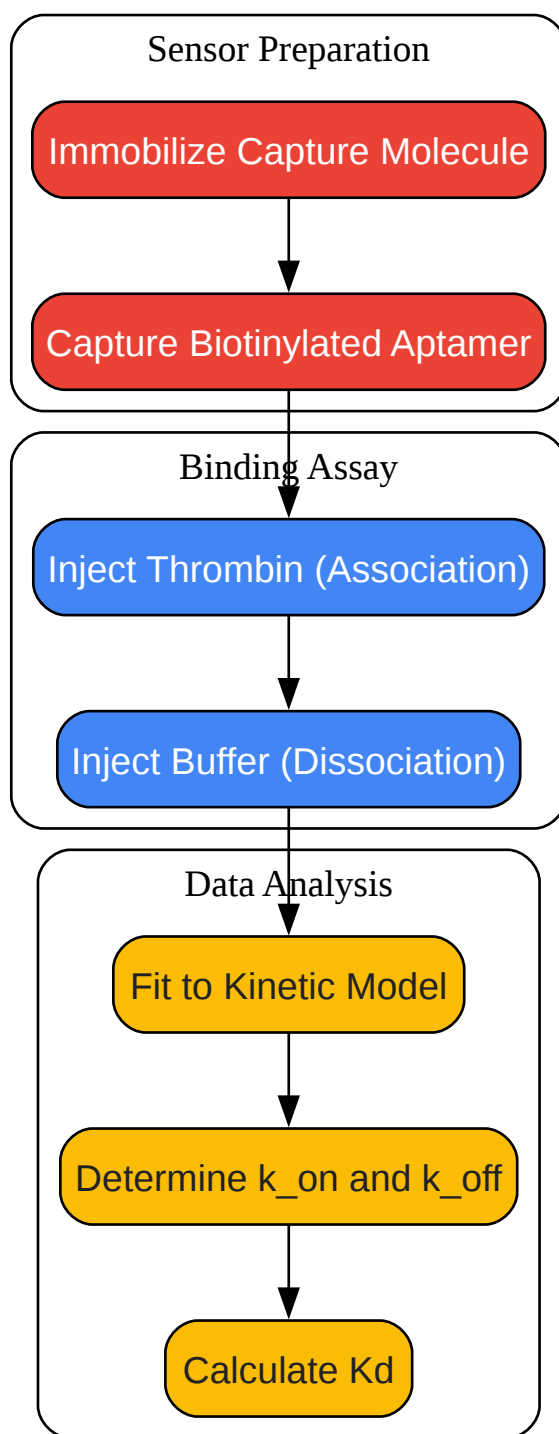 Sensor Preparation
Immobilize Capture Molecule
Capture Biotinylated Aptamer
Binding Assay
Inject Thrombin (Association)
Inject Buffer (Dissociation)
Data Analysis
Fit to Kinetic Model
Determine k_on and k_off
Calculate Kd